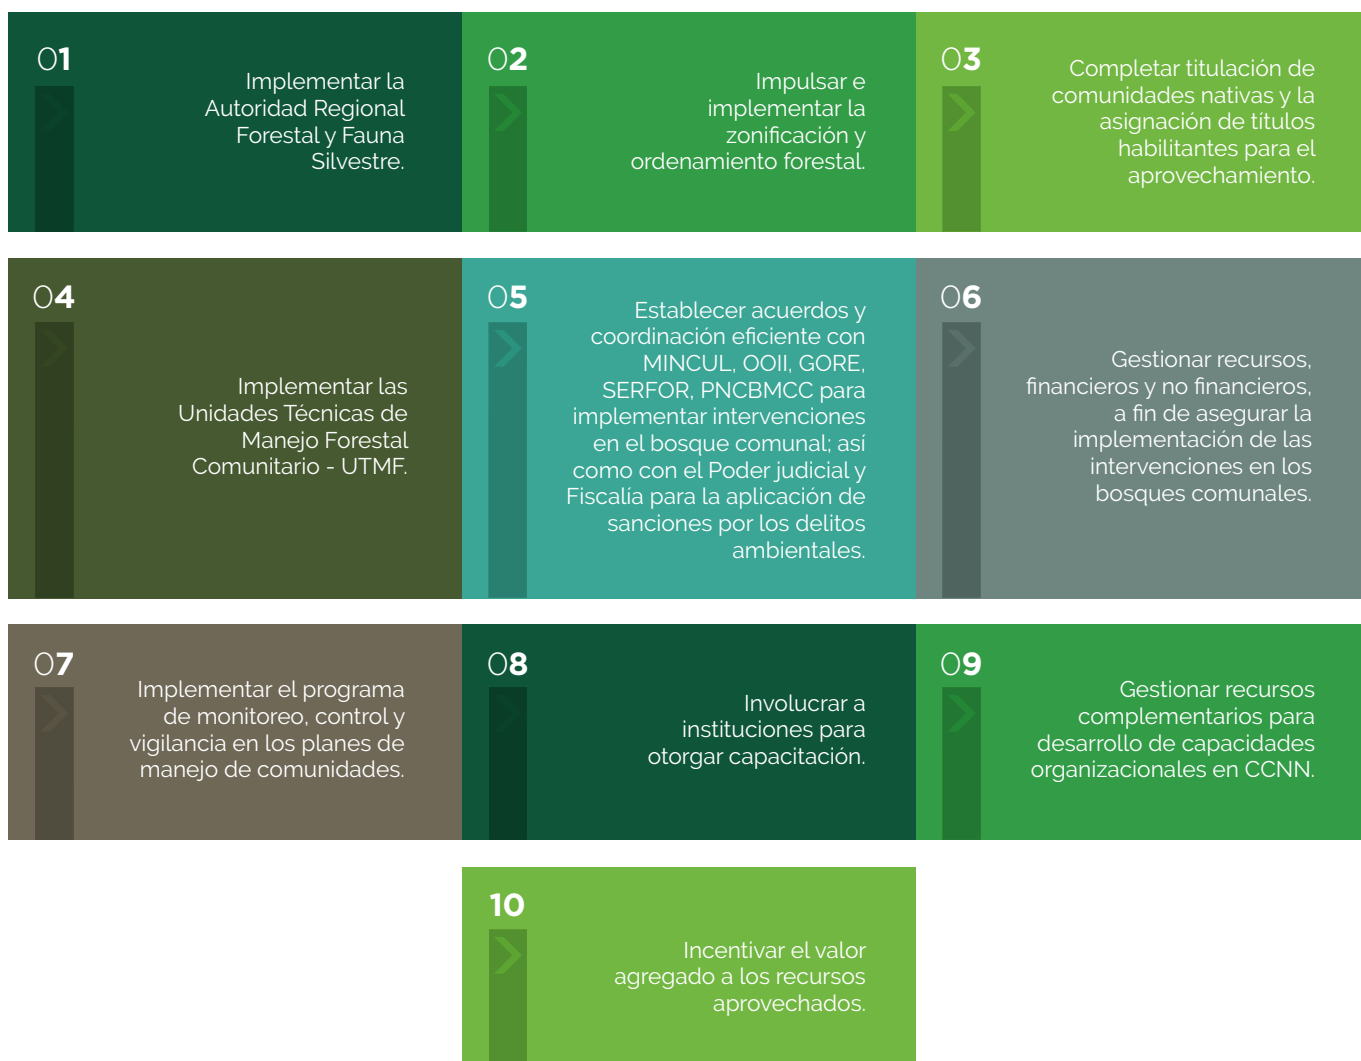 01
Implementar la
Autoridad Regional
Forestal y Fauna
Silvestre.
02
Impulsar e
implementar la
zonificación y
ordenamiento forestal.
03
Completar titulación de
comunidades nativas y la
asignación de títulos
habilitantes para el
aprovechamiento.
04
Implementar las
Unidades Técticas de
Manejo Forestal
Comunitario - UTMF.
05
Establecer acuerdos y
coordinación eficiente con
MINCUL, OOII, GORE,
SERFOR, PNCBMCC para
implementar intervenciones
en el bosque comunal; así
como con el Poder judicial y
Fiscalía para la aplicación de
sanciones por los delitos
ambientales.
06
Gestionar recursos,
financieros y no financieros,
a fin de asegurar la
implementación de las
intervenciones en los
bosques comunales.
07
Implementar el programa
de monitoreo, control y
vigilancia en los planes de
manejo de comunidades.
08
Involucrar a
instituciones para
otorgar capacitación.
09
Gestionar recursos
complementarios para
desarrollo de capacidades
organizacionales en CCNN.
10
Incentivar el valor
agregado a los recursos
aprovechados.